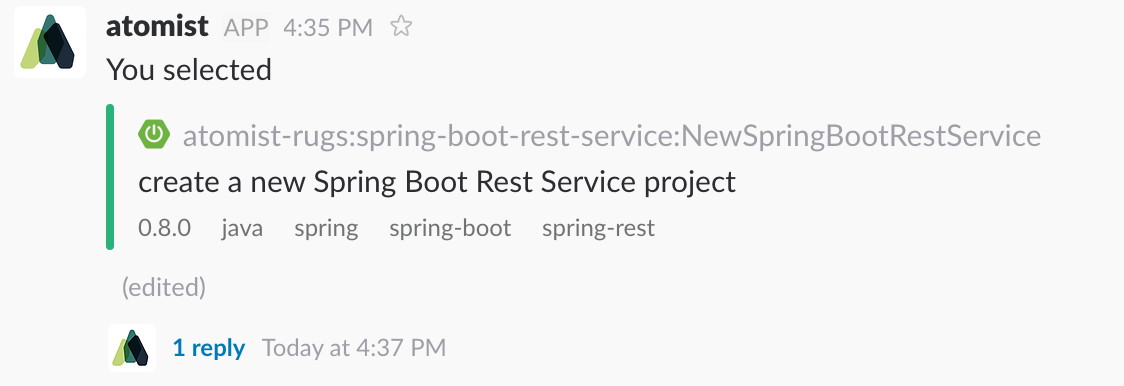 atomist APP 4:35 PM
You selected
atomist-rugs:spring-boot-rest-service:NewSpringBootRestService
create a new Spring Boot Rest Service project
0.8.0 java spring spring-boot spring-rest
(edited)
1 reply Today at 4:37 PM